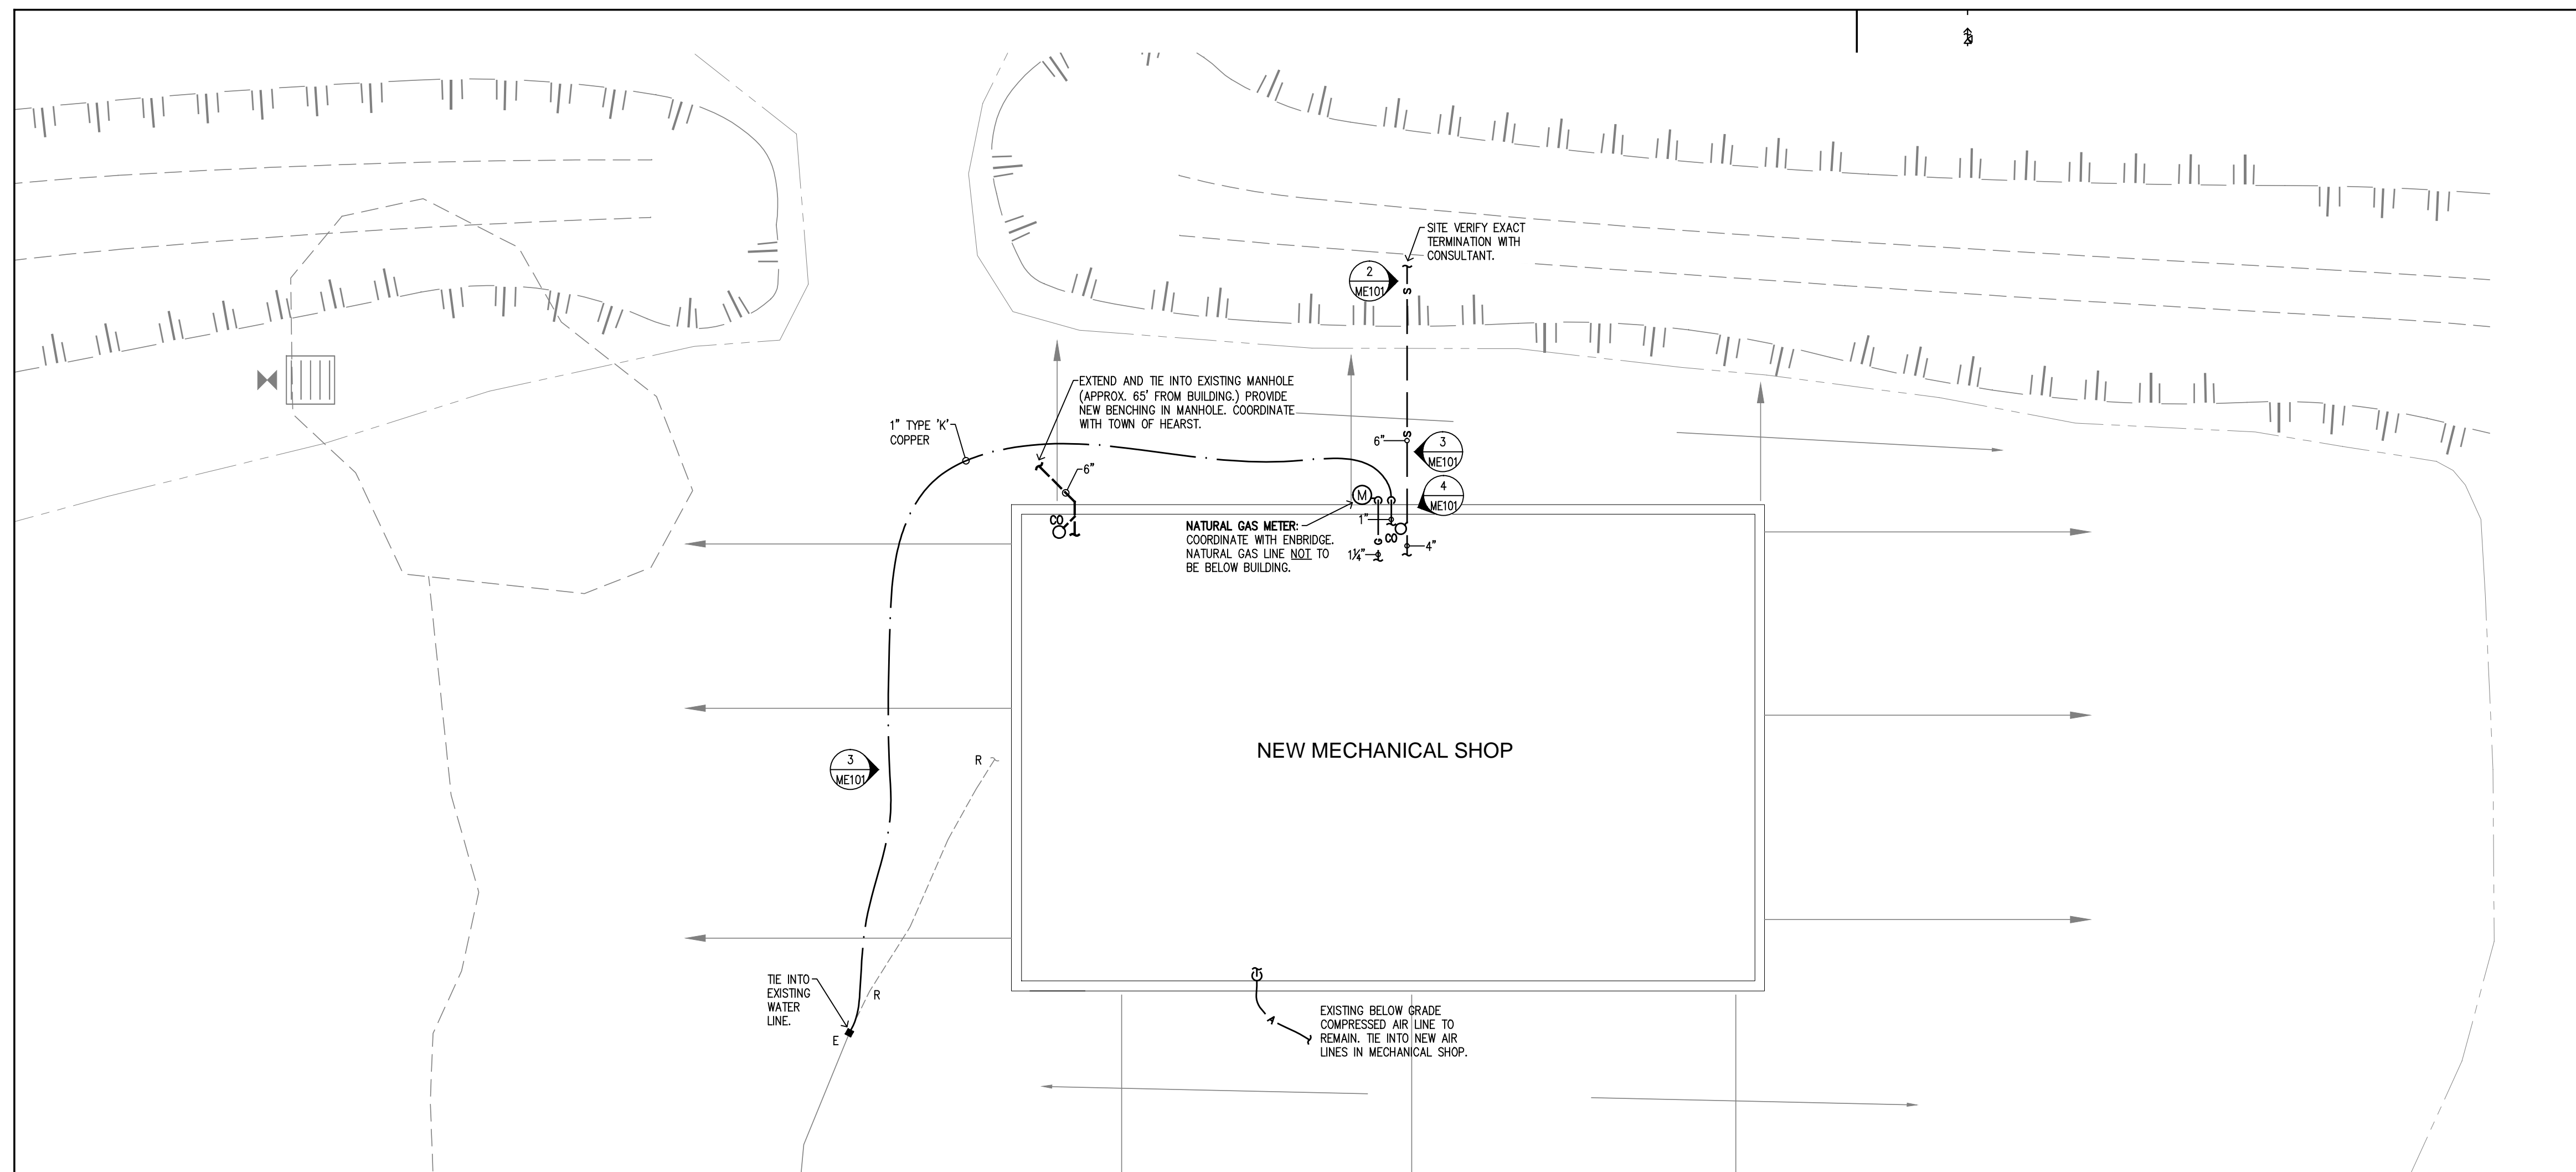 SITE VERIFY EXACT
TERMINATION WITH
CONSULTANT.
2
ME101
S
EXTEND AND TIE INTO EXISTING MANHOLE
(APPROX. 65' FROM BUILDING.) PROVIDE
NEW BENCHING IN MANHOLE. COORDINATE
WITH TOWN OF HEARST.
1" TYPE 'K'
COPPER
6"
S
6"
3
ME101
4
ME101
M
CO
NATURAL GAS METER:
COORDINATE WITH ENBRIDGE.
NATURAL GAS LINE NOT TO
BE BELOW BUILDING.
1"
G
CO
1¼"
4"
NEW MECHANICAL SHOP
3
ME101
R
R
TIE INTO
EXISTING
WATER
LINE.
E
A
EXISTING BELOW GRADE
COMPRESSED AIR LINE TO
REMAIN. TIE INTO NEW AIR
LINES IN MECHANICAL SHOP.